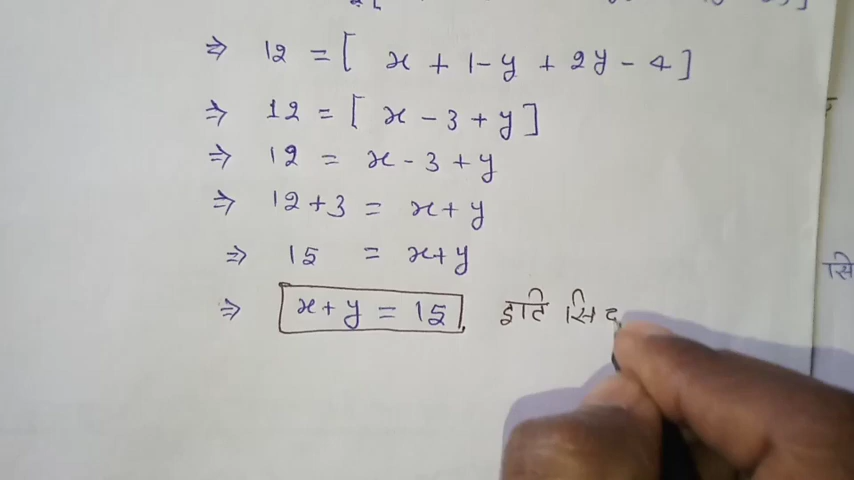 ⇒ 12 = [ x + 1 - y + 2y - 4 ]
⇒ 12 = [ x - 3 + y ]
⇒ 12 = x - 3 + y
⇒ 12 + 3 = x + y
⇒ 15 = x + y
⇒ x + y = 15 इति सिद
सि